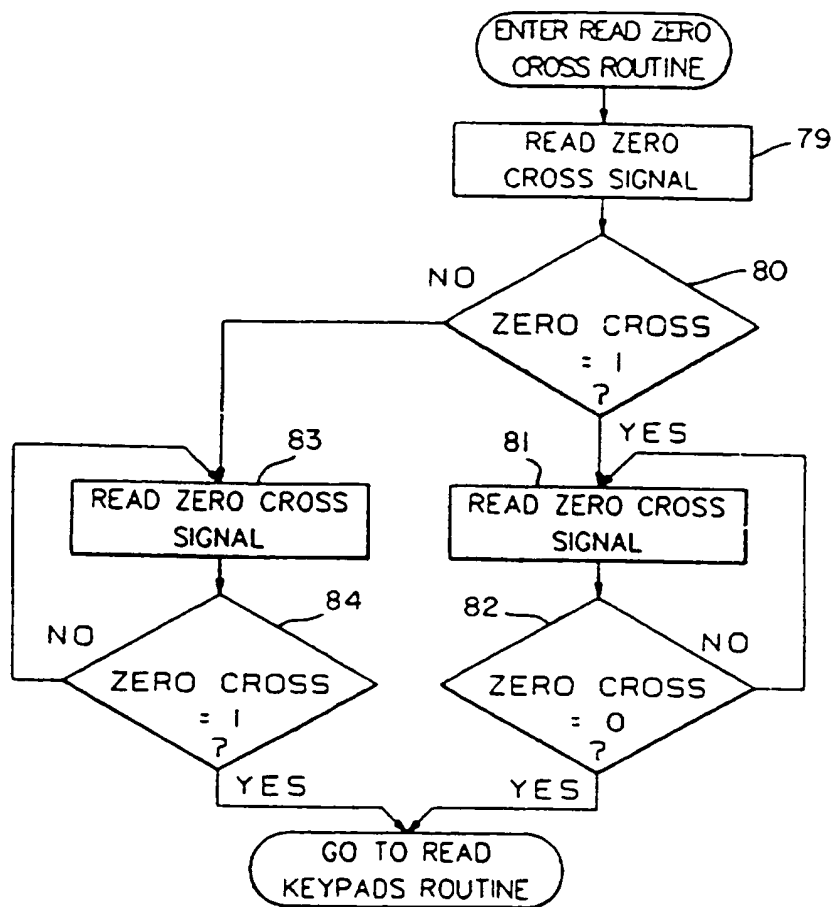 ENTER READ ZERO
CROSS ROUTINE
READ ZERO
CROSS SIGNAL
79
80
NO
ZERO CROSS
= 1
?
YES
83
READ ZERO CROSS
SIGNAL
81
READ ZERO CROSS
SIGNAL
84
NO
ZERO CROSS
= 1
?
YES
82
NO
ZERO CROSS
= 0
?
YES
GO TO READ
KEYPADS ROUTINE